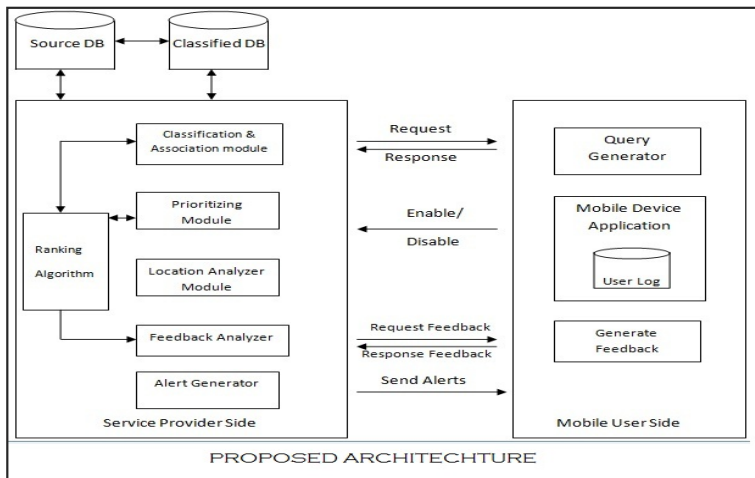 Source DB
Classified DB
Classification &
Association module
Prioritizing
Module
Ranking
Algorithm
Location Analyzer
Module
Feedback Analyzer
Alert Generator
Service Provider Side
Request
Response
Enable/
Disable
Request Feedback
Response Feedback
Send Alerts
Query
Generator
Mobile Device
Application
User Log
Generate
Feedback
Mobile User Side
PROPOSED ARCHITECHTURE